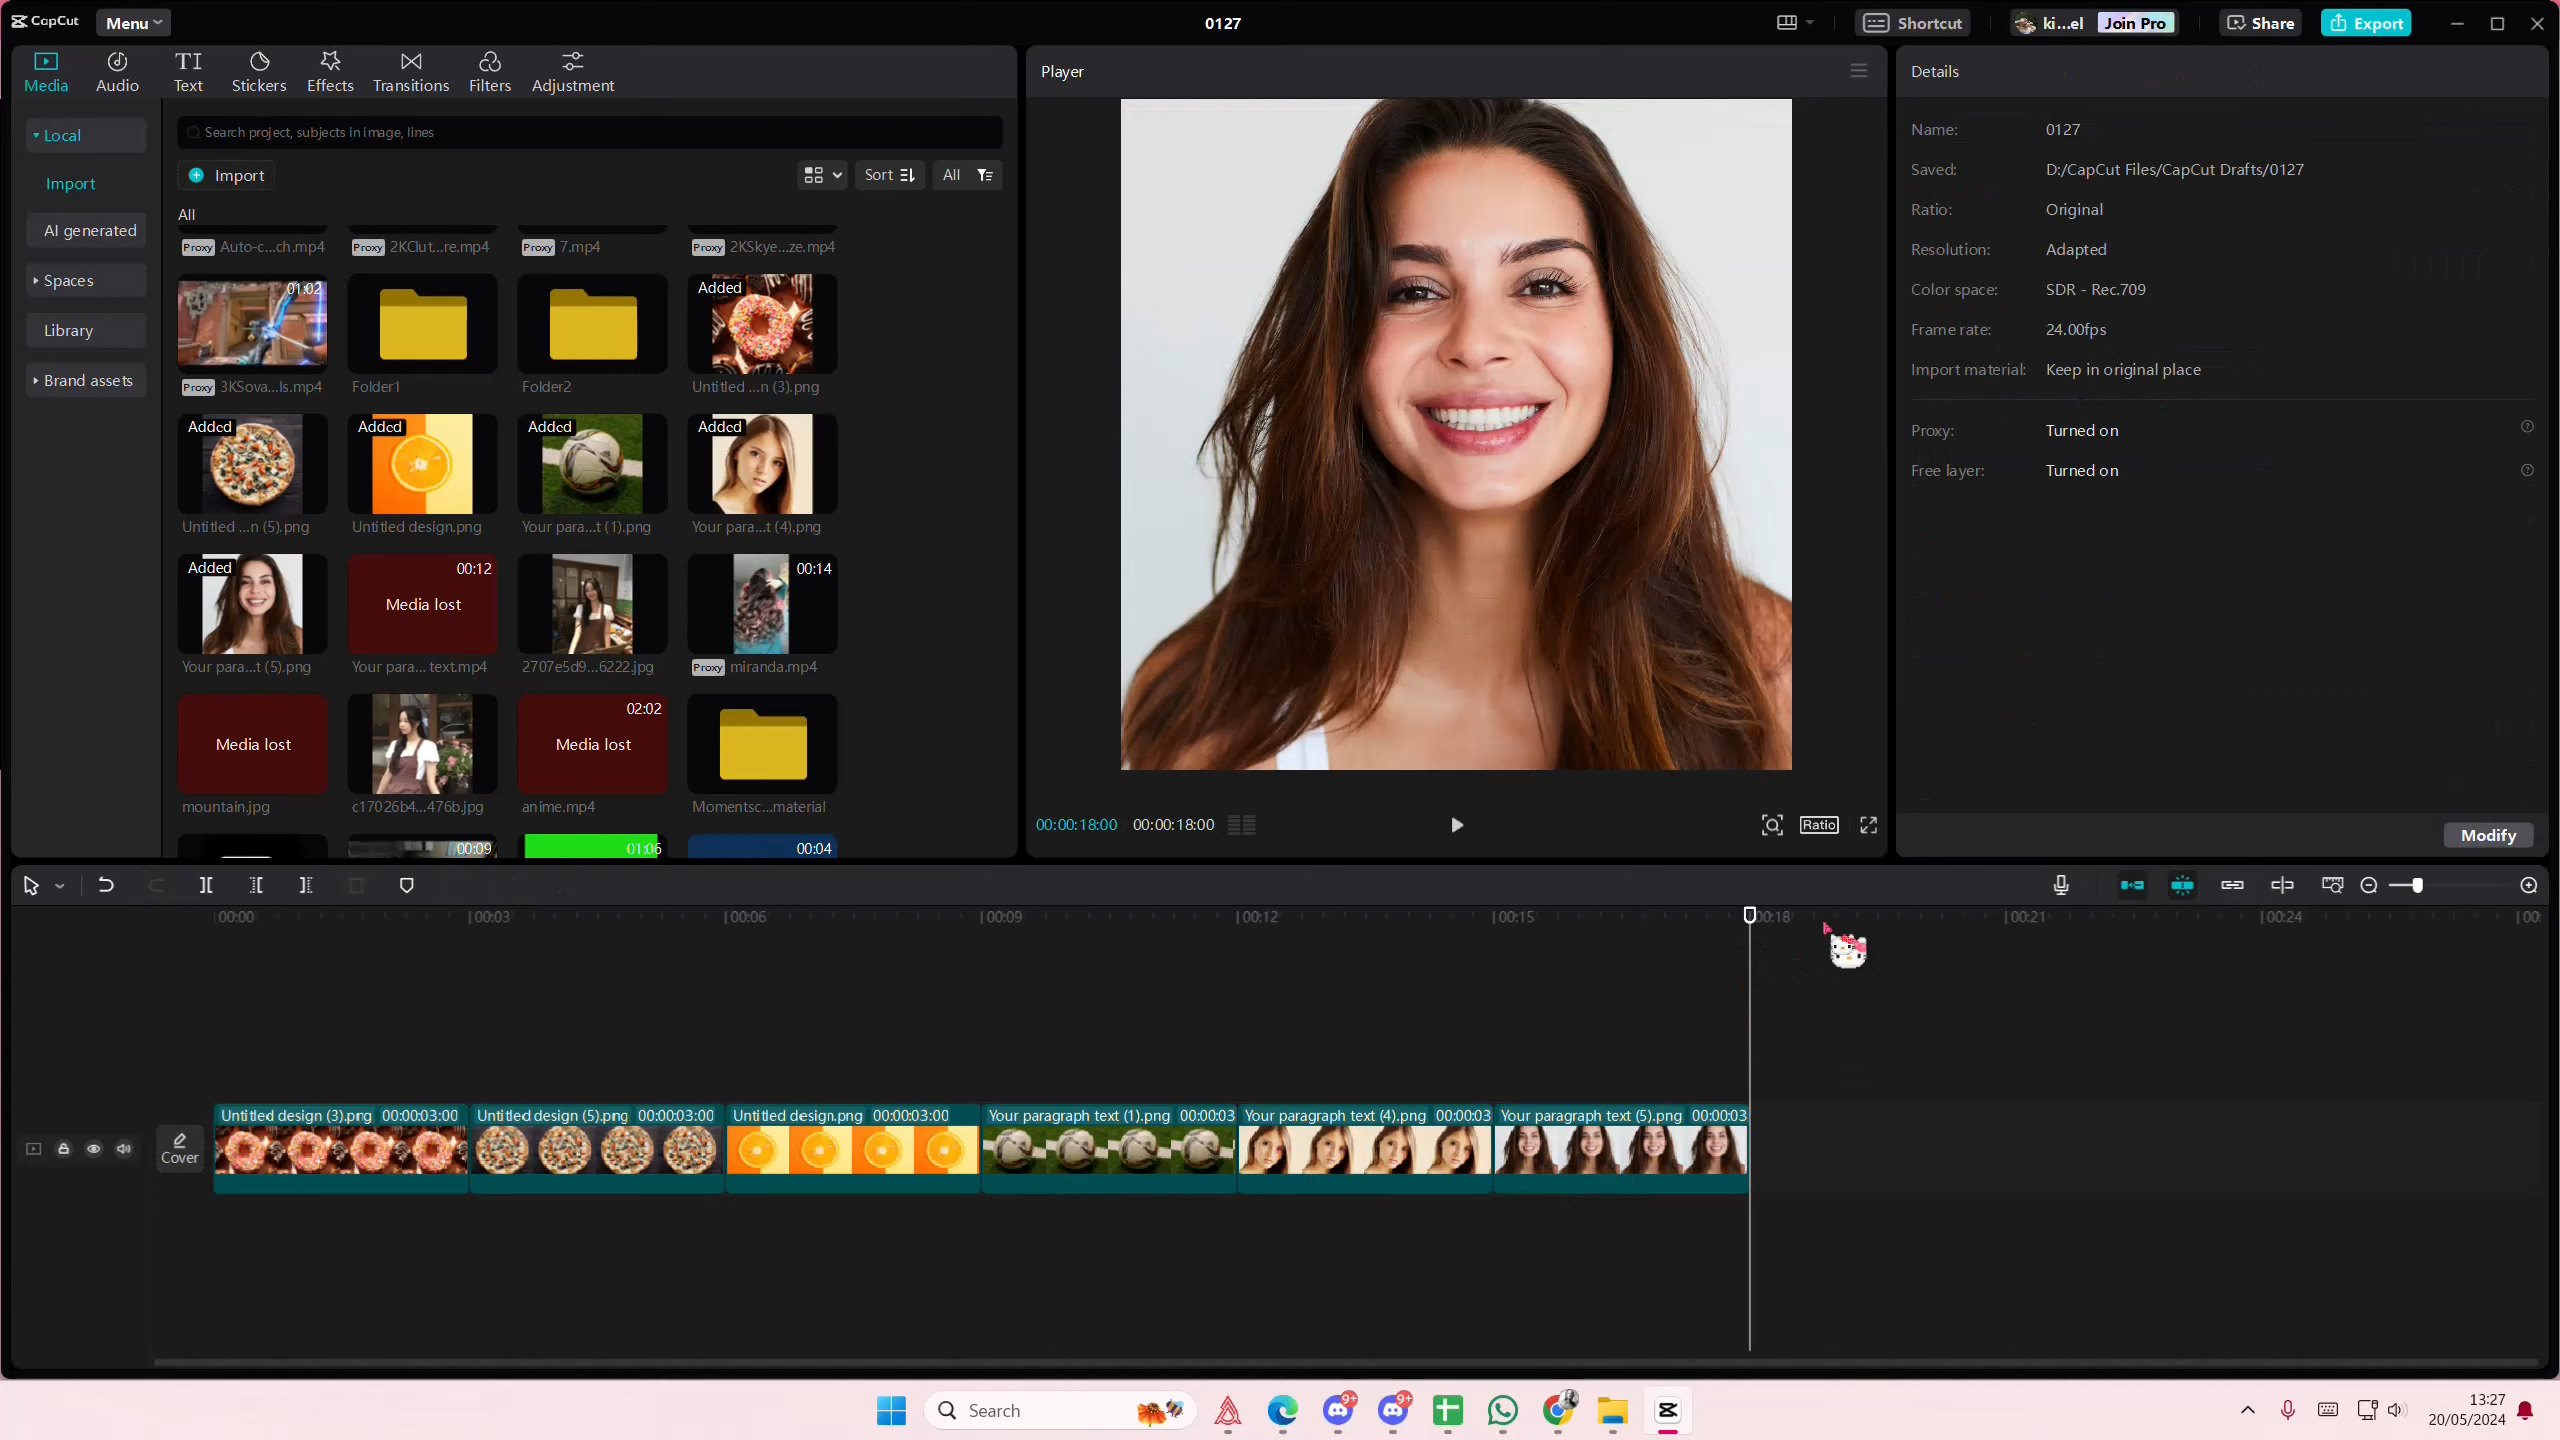 CapCut
Menu
0127
Shortcut
ki...el
Join Pro
Share
Export
Media
Audio
Text
Stickers
Effects
Transitions
Filters
Adjustment
Local
Import
AI generated
Spaces
Library
Brand assets
Search project, subjects in image, lines
Import
Sort
All
All
Proxy Auto-c...ch.mp4
Proxy 2KClut...re.mp4
Proxy 7.mp4
Proxy 2KSkye...ze.mp4
01:02
Added
Proxy 3KSova...ls.mp4
Folder1
Folder2
Untitled ...n (3).png
Added
Added
Added
Added
Untitled ...n (5).png
Untitled design.png
Your para...t (1).png
Your para...t (4).png
Added
00:12
Media lost
00:14
Your para...t (5).png
Your para... text.mp4
2707e5d9...6222.jpg
Proxy miranda.mp4
Media lost
02:02
Media lost
mountain.jpg
c17026b4...476b.jpg
anime.mp4
Momentsc...material
00:09
01:06
00:04
Player
00:00:18:00
00:00:18:00
Ratio
Details
Name: 0127
Saved: D:/CapCut Files/CapCut Drafts/0127
Ratio: Original
Resolution: Adapted
Color space: SDR - Rec.709
Frame rate: 24.00fps
Import material: Keep in original place
Proxy: Turned on
Free layer: Turned on
Modify
00:00
00:03
00:06
00:09
00:12
00:15
00:18
00:21
00:24
00:
Cover
Untitled design (3).png 00:00:03:00
Untitled design (5).png 00:00:03:00
Untitled design.png 00:00:03:00
Your paragraph text (1).png 00:00:03
Your paragraph text (4).png 00:00:03
Your paragraph text (5).png 00:00:03
Search
9+
9+
13:27
20/05/2024